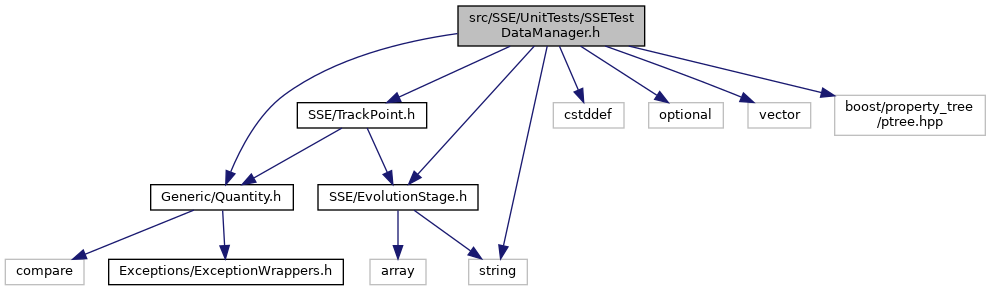 src/SSE/UnitTests/SSETest
DataManager.h
SSE/TrackPoint.h
cstddef
optional
vector
boost/property_tree
/ptree.hpp
Generic/Quantity.h
SSE/EvolutionStage.h
compare
Exceptions/ExceptionWrappers.h
array
string